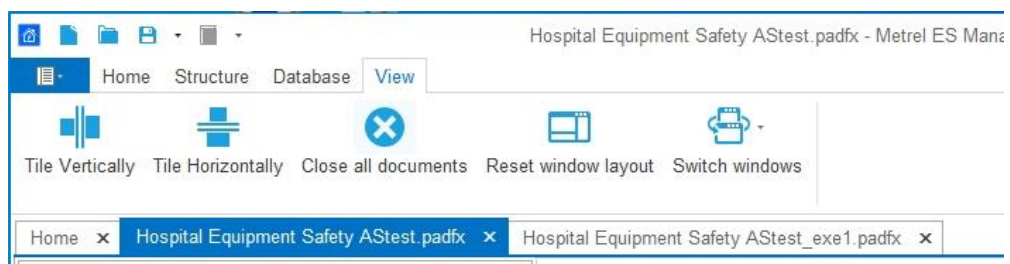 Hospital Equipment Safety AStest.padfx - Metrel ES Mana
Home Structure Database View
Tile Vertically Tile Horizontally Close all documents Reset window layout Switch windows
Home × Hospital Equipment Safety AStest.padfx × Hospital Equipment Safety AStest_exe1.padfx ×